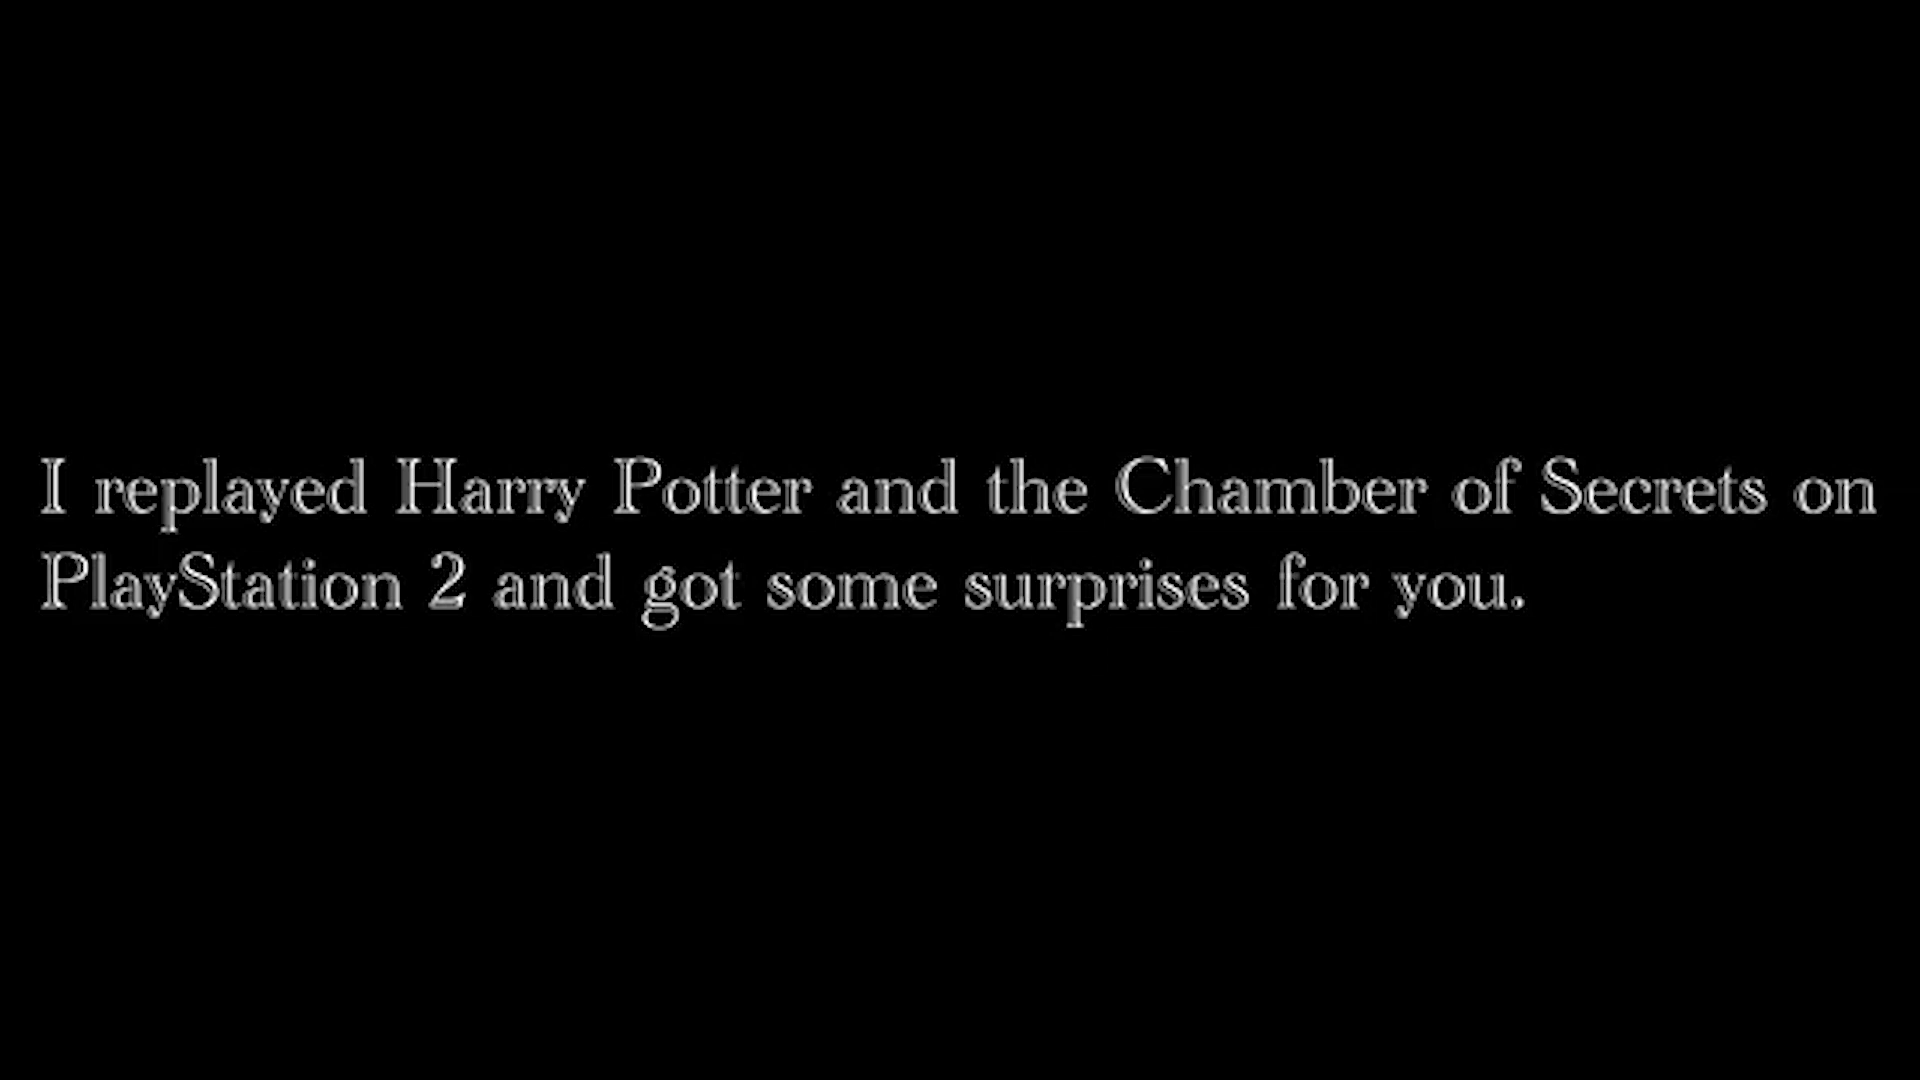 I replayed Harry Potter and the Chamber of Secrets on
PlayStation 2 and got some surprises for you.